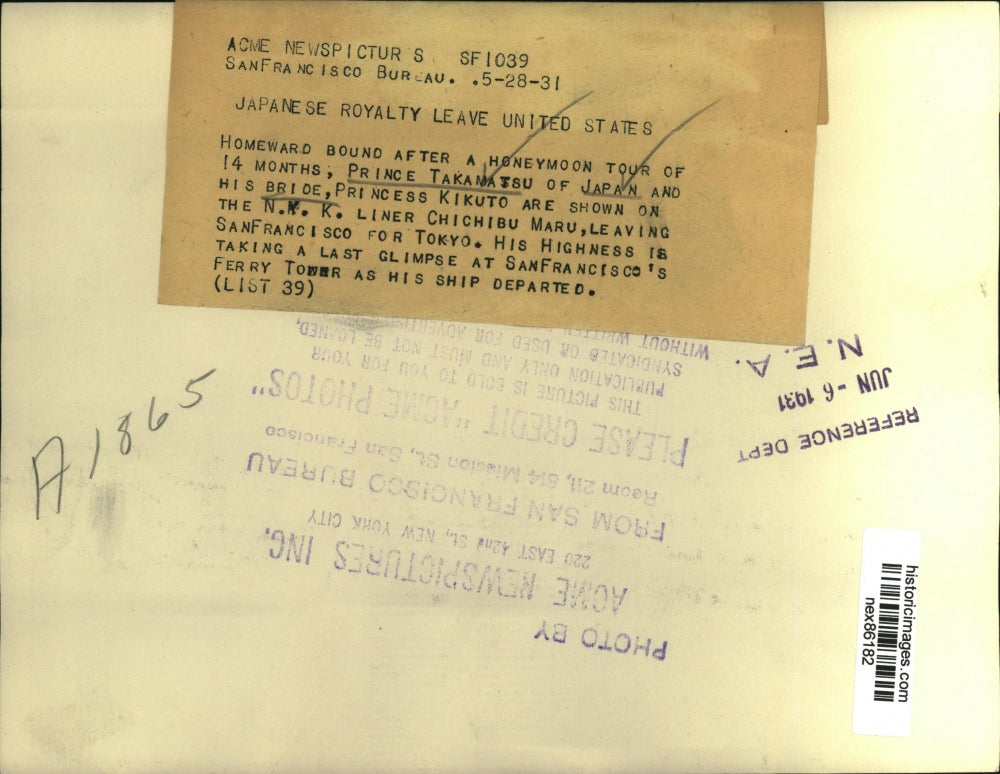 ACME NEWSPICTUR S SF1039
SANFRANCISCO BUREAU. .5-28-31
JAPANESE ROYALTY LEAVE UNITED STATES
HOMEWARD BOUND AFTER A HONEYMOON TOUR OF
14 MONTHS, PRINCE TAKAMATSU OF JAPAN AND
HIS BRIDE, PRINCESS KIKUTO ARE SHOWN ON
THE N.Y. K. LINER CHICHIBU MARU, LEAVING
SANFRANCISCO FOR TOKYO. HIS HIGHNESS IS
TAKING A LAST GLIMPSE AT SANFRANCISCO'S
FERRY TOWER AS HIS SHIP DEPARTED.
(LIST 39)
A1865
PHOTO BY
ACME NEWSPICTURES INC.
220 EAST 42nd St., NEW YORK CITY
FROM SAN FRANCISCO BUREAU
Room 211, 814 Mission St., San Francisco
PLEASE CREDIT "ACME PHOTOS"
THIS PICTURE IS SOLD TO YOU FOR YOUR
PUBLICATION ONLY AND MUST NOT BE LOANED,
SYNDICATED OR USED FOR
WITHOUT WRITTEN
REFERENCE DEPT
JUN - 6 1931
N. E. A.
historicimages.com
nex86182